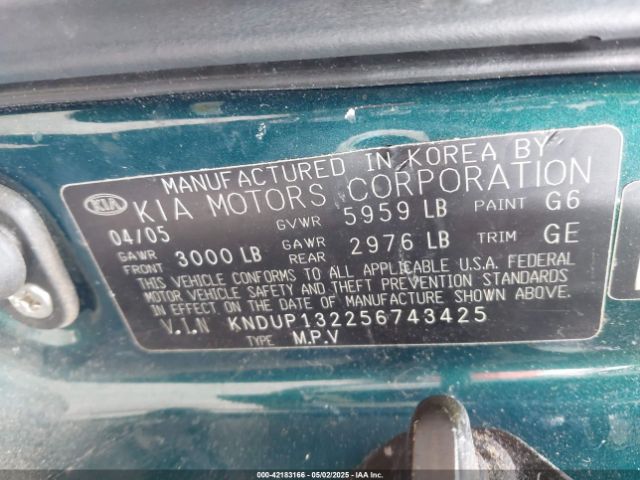 MANUFACTURED IN KOREA BY
KIA KIA MOTORS CORPORATION
04/05 GVWR 5959 LB PAINT G6
GAWR FRONT 3000 LB GAWR REAR 2976 LB TRIM GE
THIS VEHICLE CONFORMS TO ALL APPLICABLE U.S.A. FEDERAL
MOTOR VEHICLE SAFETY AND THEFT PREVENTION STANDARDS
IN EFFECT ON THE DATE OF MANUFACTURE SHOWN ABOVE.
V.I.N KNDUP132256743425
TYPE M.P.V
000-42183166 - 05/02/2025 - IAA Inc.